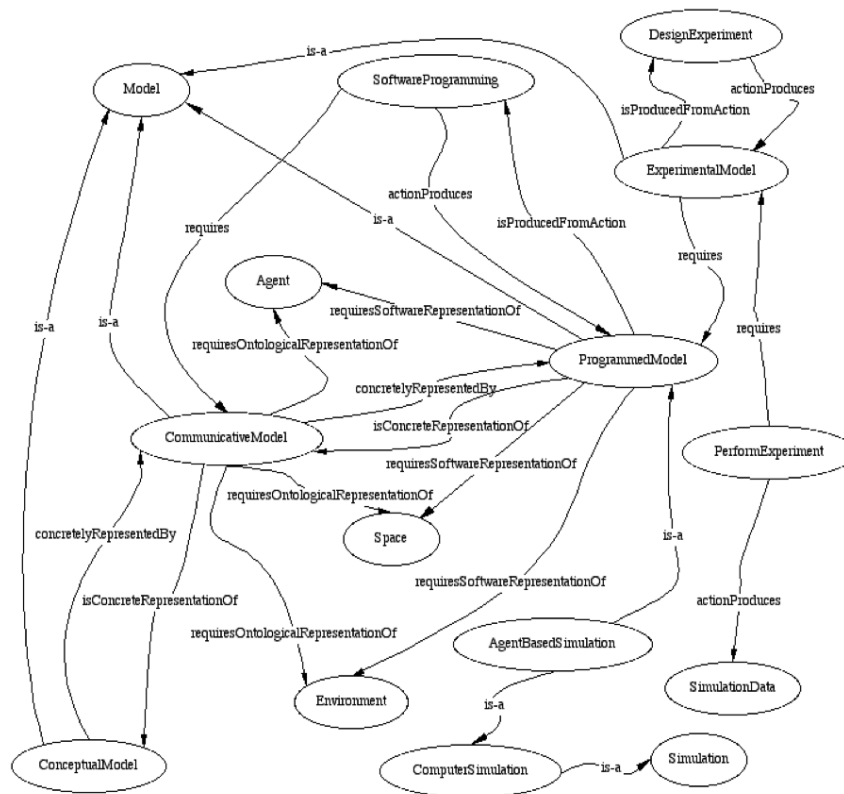 DesignExperiment
is-a
Model
SoftwareProgramming
actionProduces
isProducedFromAction
ExperimentalModel
actionProduces
is-a
isProducedFromAction
requires
requires
Agent
requiresSoftwareRepresentationOf
is-a
requires
is-a
requiresOntologicalRepresentationOf
ProgrammedModel
concretelyRepresentedBy
isConcreteRepresentationOf
CommunicativeModel
PerformExperiment
requiresSoftwareRepresentationOf
requiresOntologicalRepresentationOf
concretelyRepresentedBy
Space
is-a
requiresSoftwareRepresentationOf
isConcreteRepresentationOf
actionProduces
requiresOntologicalRepresentationOf
AgentBasedSimulation
Environment
SimulationData
is-a
ConceptualModel
ComputerSimulation
is-a
Simulation